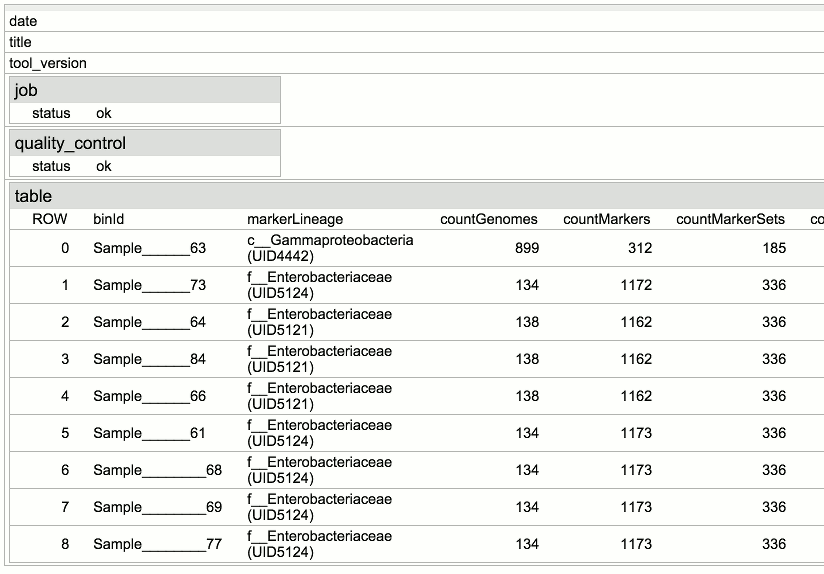 date
title
tool_version
job
status ok
quality_control
status ok
table
ROW binId markerLineage countGenomes countMarkers countMarkerSets co
0 Sample______63 c__Gammaproteobacteria 899 312 185
(UID4442)
1 Sample______73 f__Enterobacteriaceae 134 1172 336
(UID5124)
2 Sample______64 f__Enterobacteriaceae 138 1162 336
(UID5121)
3 Sample______84 f__Enterobacteriaceae 138 1162 336
(UID5121)
4 Sample______66 f__Enterobacteriaceae 138 1162 336
(UID5121)
5 Sample______61 f__Enterobacteriaceae 134 1173 336
(UID5124)
6 Sample________68 f__Enterobacteriaceae 134 1173 336
(UID5124)
7 Sample________69 f__Enterobacteriaceae 134 1173 336
(UID5124)
8 Sample________77 f__Enterobacteriaceae 134 1173 336
(UID5124)